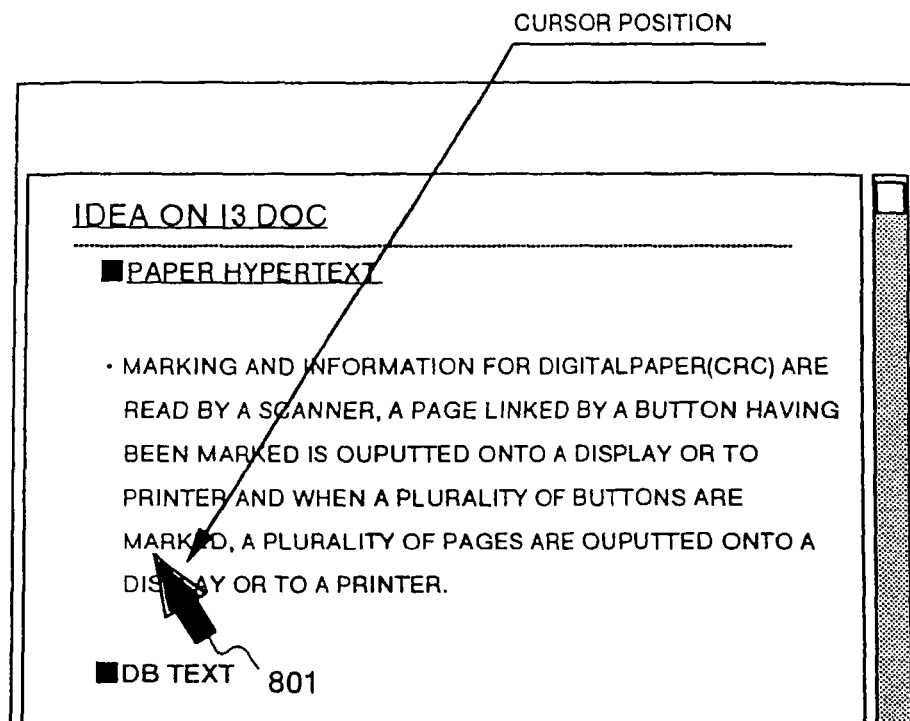 CURSOR POSITION
IDEA ON I3 DOC
■PAPER HYPERTEXT
· MARKING AND INFORMATION FOR DIGITALPAPER(CRC) ARE
READ BY A SCANNER, A PAGE LINKED BY A BUTTON HAVING
BEEN MARKED IS OUPUTTED ONTO A DISPLAY OR TO
PRINTER AND WHEN A PLURALITY OF BUTTONS ARE
MARKED, A PLURALITY OF PAGES ARE OUPUTTED ONTO A
DISPLAY OR TO A PRINTER.
■DB TEXT
801